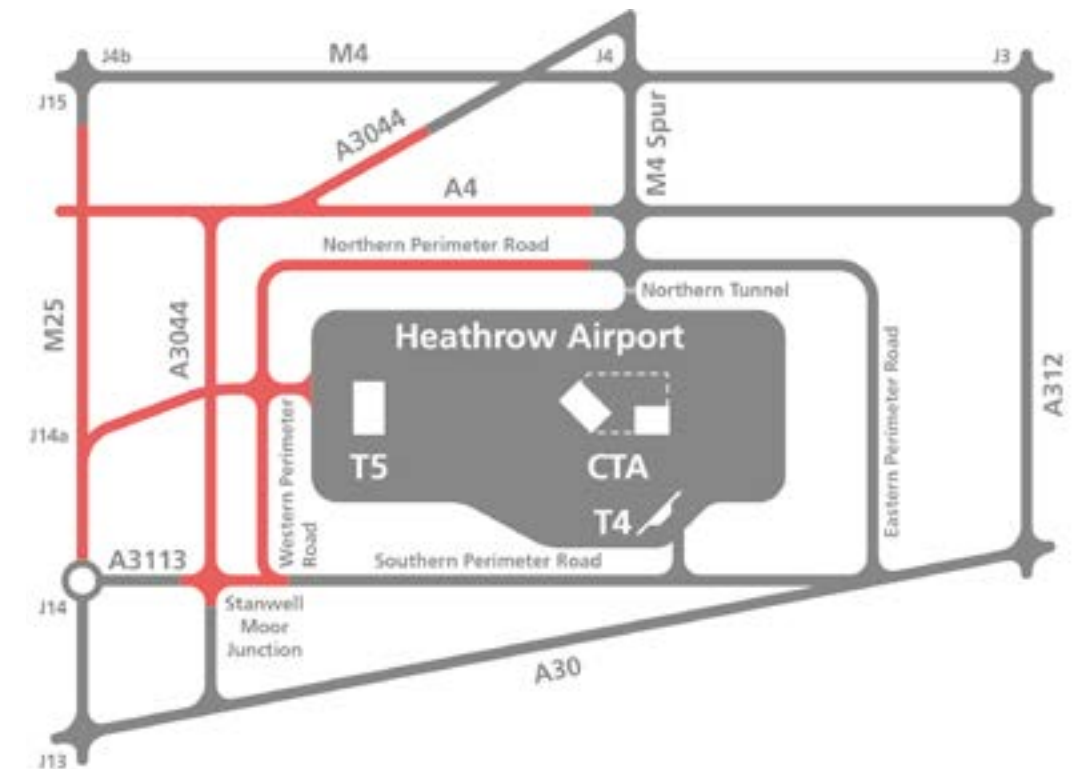 J4b
M4
J4
J3
J15
A3044
M4 Spur
A4
Northern Perimeter Road
Northern Tunnel
M25
A3044
Heathrow Airport
Eastern Perimeter Road
A312
J14a
Western Perimeter
Road
T5
CTA
T4
A3113
Southern Perimeter Road
J14
Stanwell
Moor
Junction
A30
J13